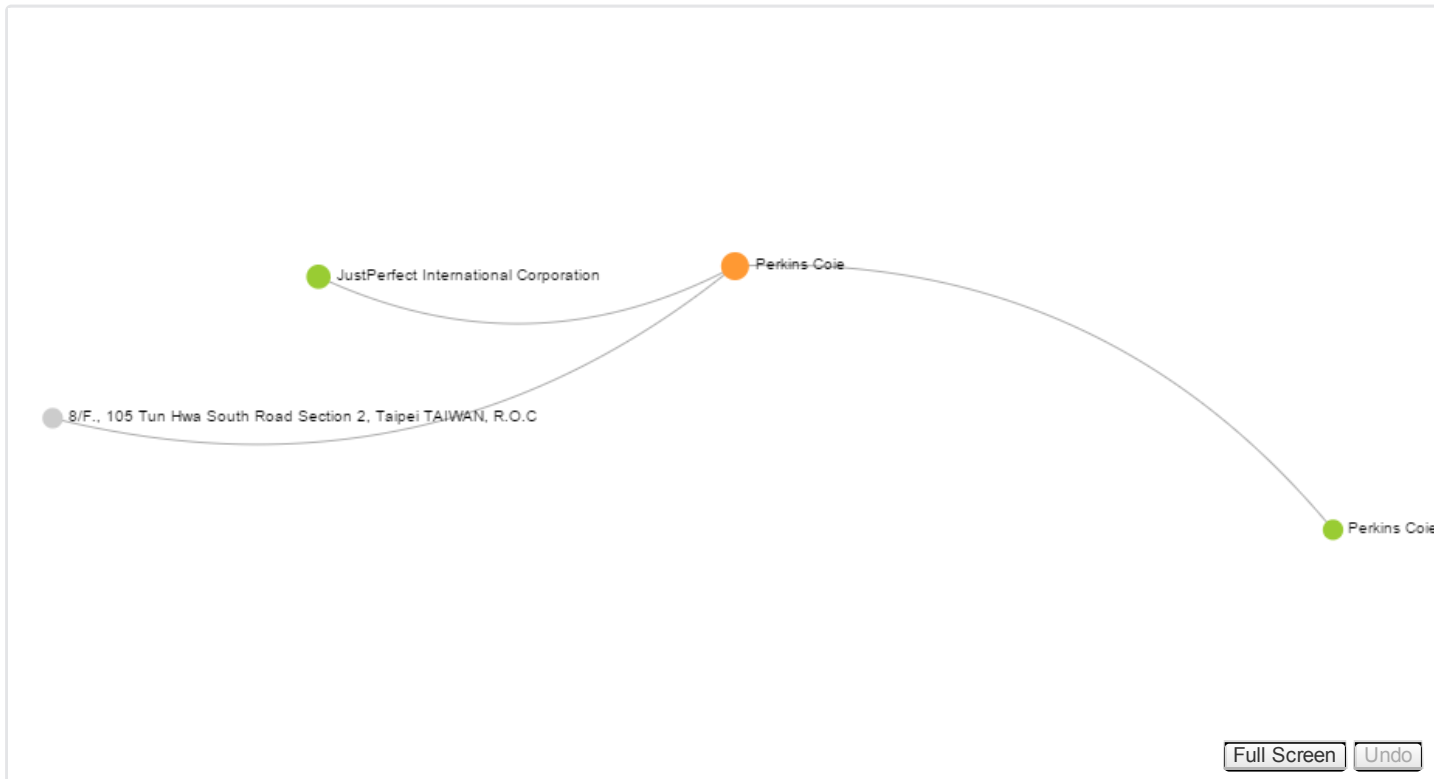 Perkins Coie
JustPerfect International Corporation
8/F., 105 Tun Hwa South Road Section 2, Taipei TAIWAN, R.O.C
Perkins Coie
Full Screen
Undo